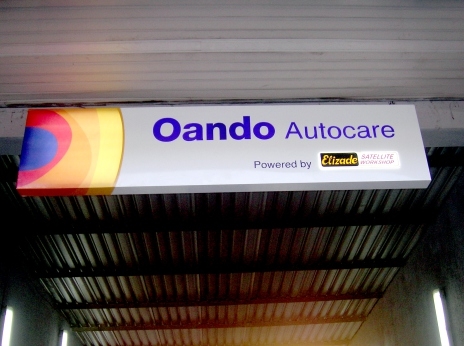 Oando Autocare
Powered by Elizade SATELLITE
WORKSHOP